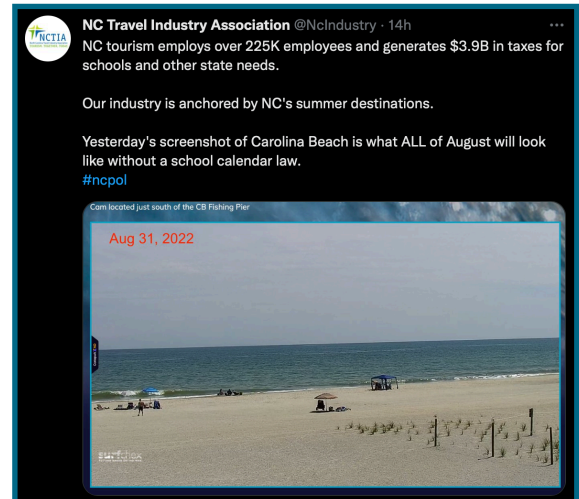 NCTIA
NC Travel Industry Association @NcIndustry · 14h
NC tourism employs over 225K employees and generates $3.9B in taxes for
schools and other state needs.
Our industry is anchored by NC's summer destinations.
Yesterday's screenshot of Carolina Beach is what ALL of August will look
like without a school calendar law.
#ncpol
Cam located just south of the CB Fishing Pier
Aug 31, 2022
surfchex